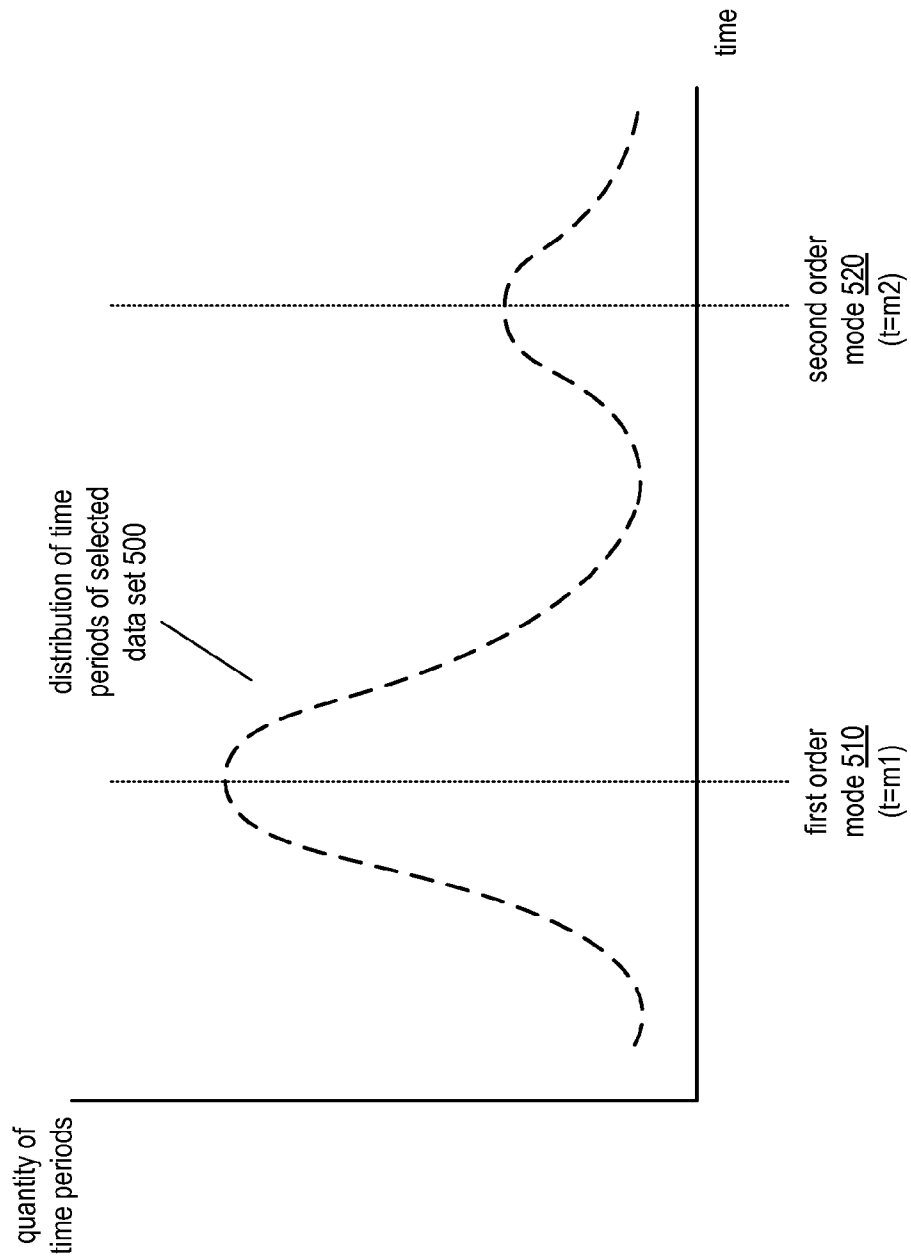 quantity of
time periods
distribution of time
periods of selected
data set 500
first order
mode 510
(t=m1)
second order
mode 520
(t=m2)
time